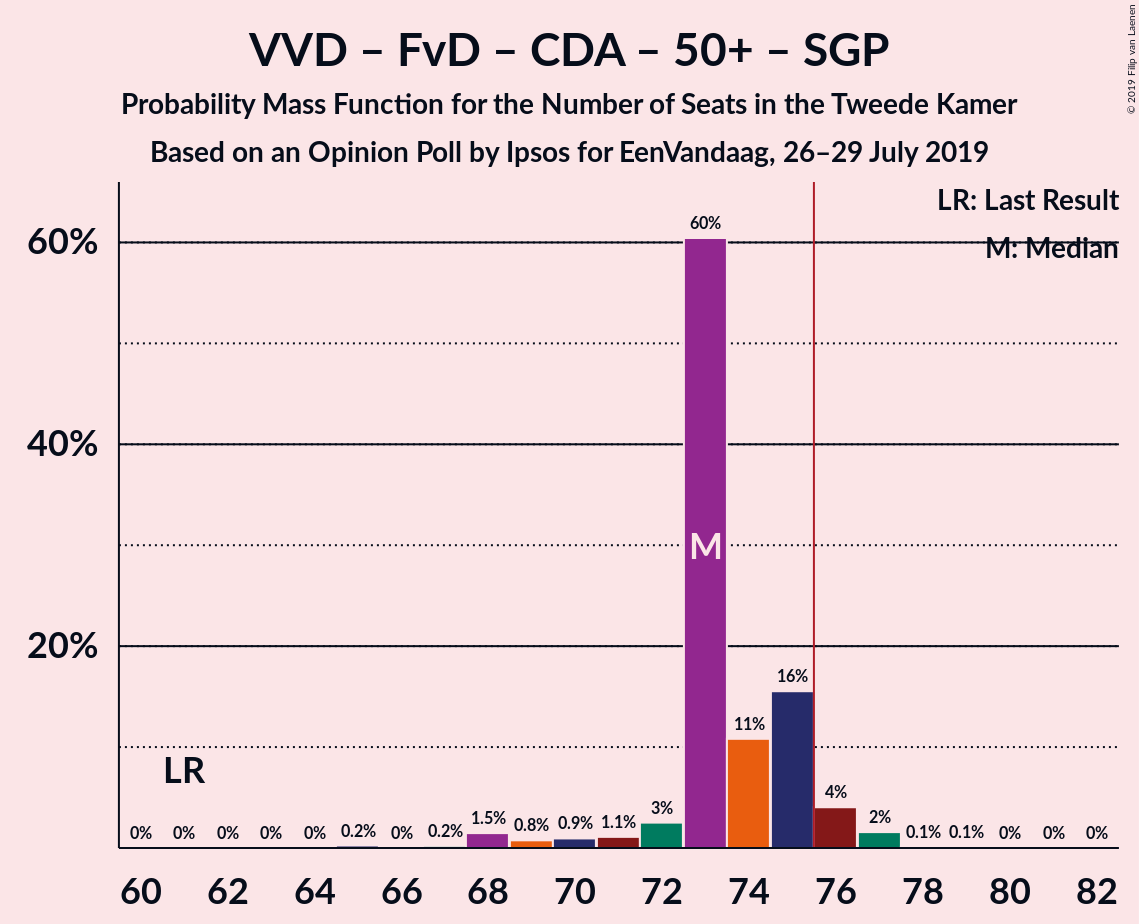 VVD – FvD – CDA – 50+ – SGP
Probability Mass Function for the Number of Seats in the Tweede Kamer
Based on an Opinion Poll by Ipsos for EenVandaag, 26–29 July 2019
© 2019 Filip van Laenen
LR: Last Result
M: Median
60%
40%
20%
LR
M
0% 0% 0% 0% 0% 0.2% 0% 0.2% 1.5% 0.8% 0.9% 1.1% 3% 60% 11% 16% 4% 2% 0.1% 0.1% 0% 0% 0%
60 62 64 66 68 70 72 74 76 78 80 82